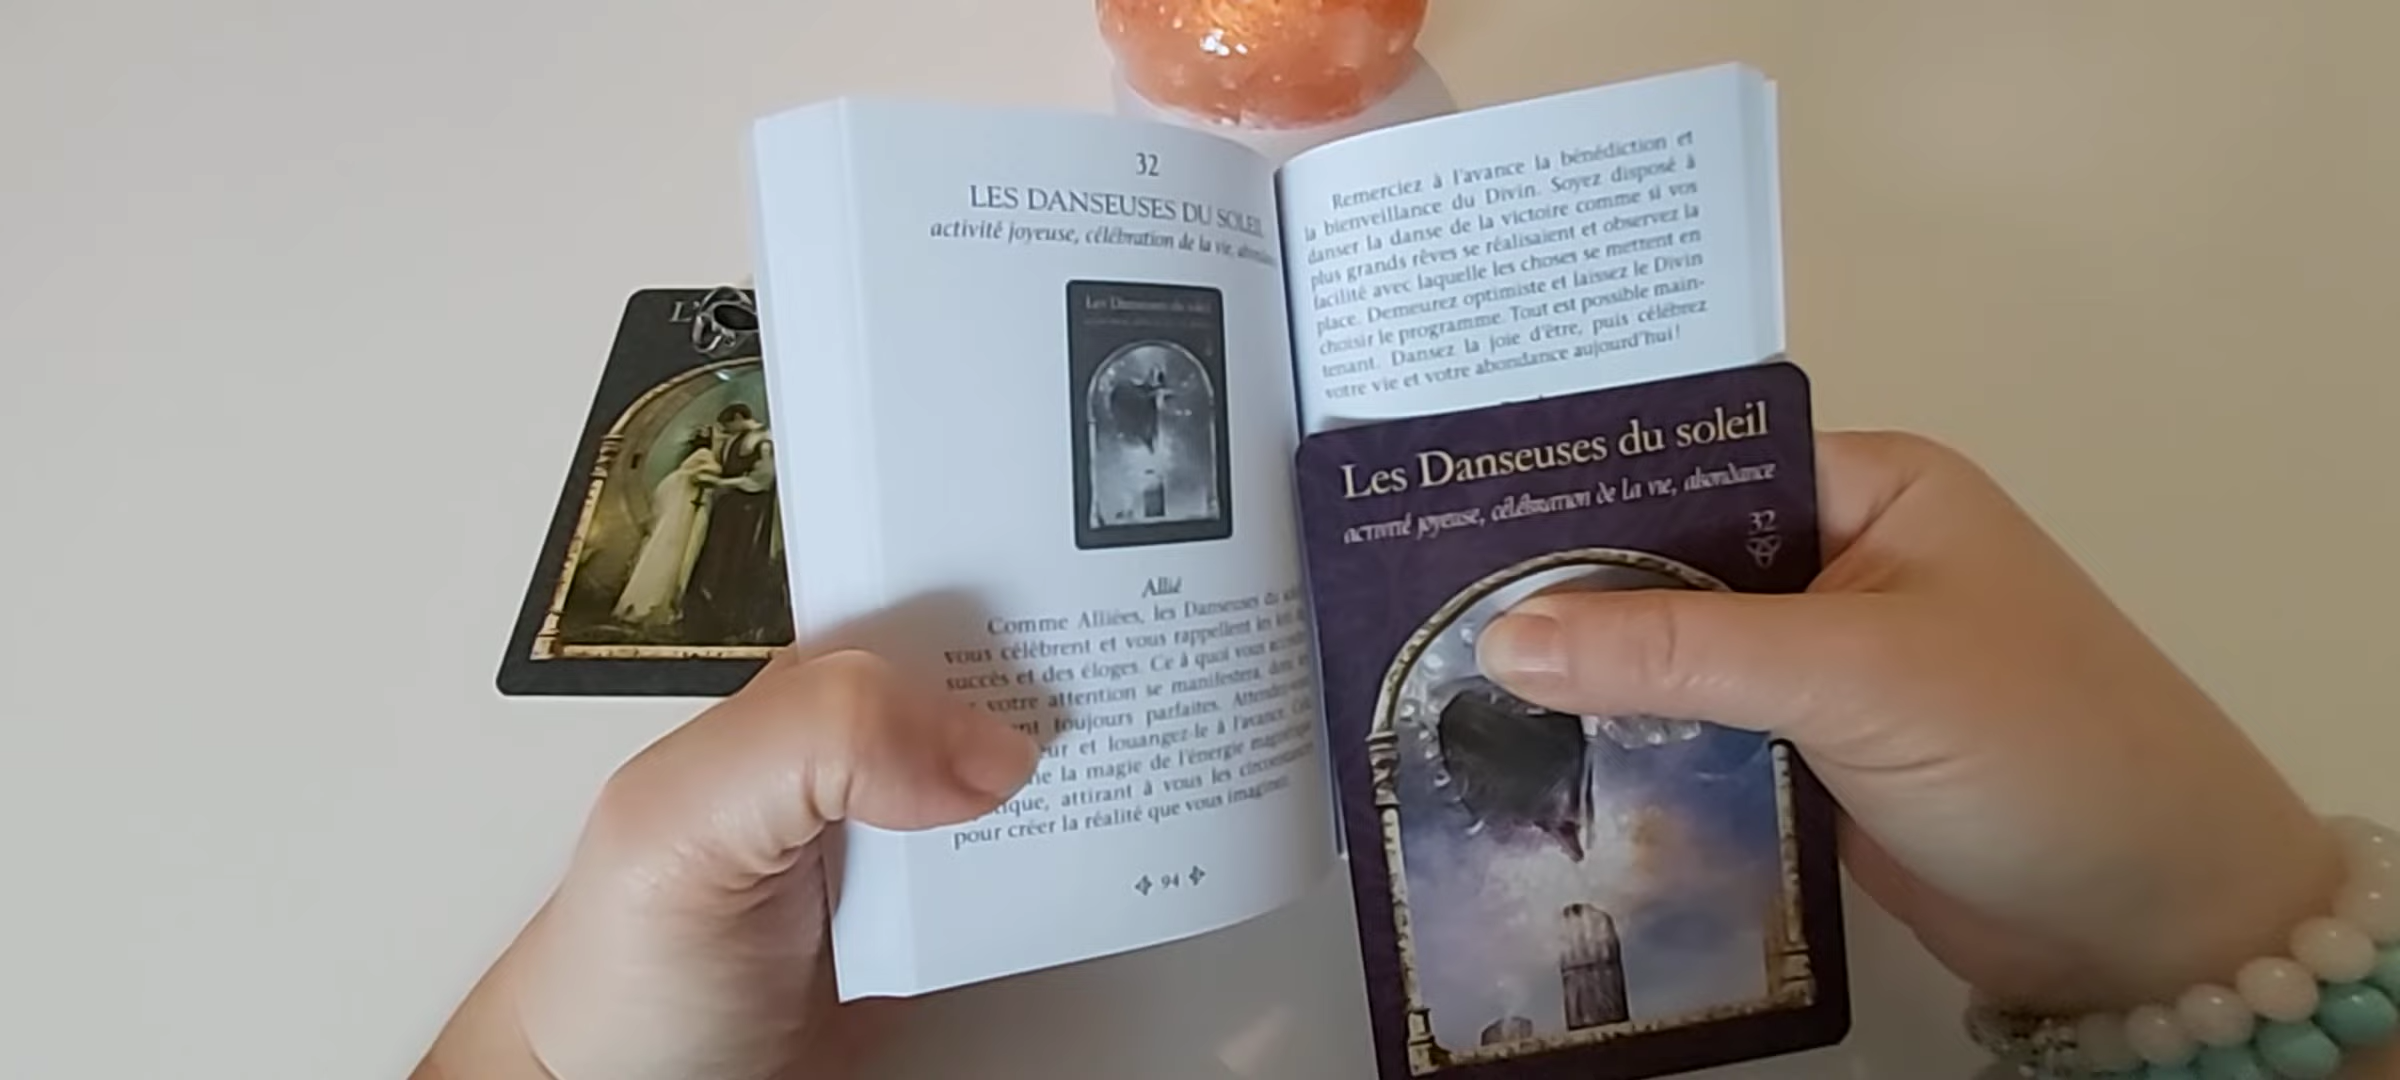 32
LES DANSEUSES DU SOLEIL
activité joyeuse, célébration de la vie,
Les Danseuses du soleil
Allié
Comme Alliées, les Danseuses du
vous célèbrent et vous rappellent les
succès et des éloges. Ce à quoi vous
votre attention se manifestera,
toujours parfaites.
et louangez-le à l'avance.
la magie de l'énergie
attirant à vous les
pour créer la réalité que vous
94
Remerciez à l'avance la bénédiction et
la bienveillance du Divin. Soyez disposé à
danser la danse de la victoire comme si vos
plus grands rêves se réalisaient et observez la
facilité avec laquelle les choses se mettent en
place. Demeurez optimiste et laissez le Divin
choisir le programme. Tout est possible main-
tenant. Dansez la joie d'être, puis célébrez
votre vie et votre abondance aujourd'hui!
Les Danseuses du soleil
activité joyeuse, célébration de la vie, abondance
32